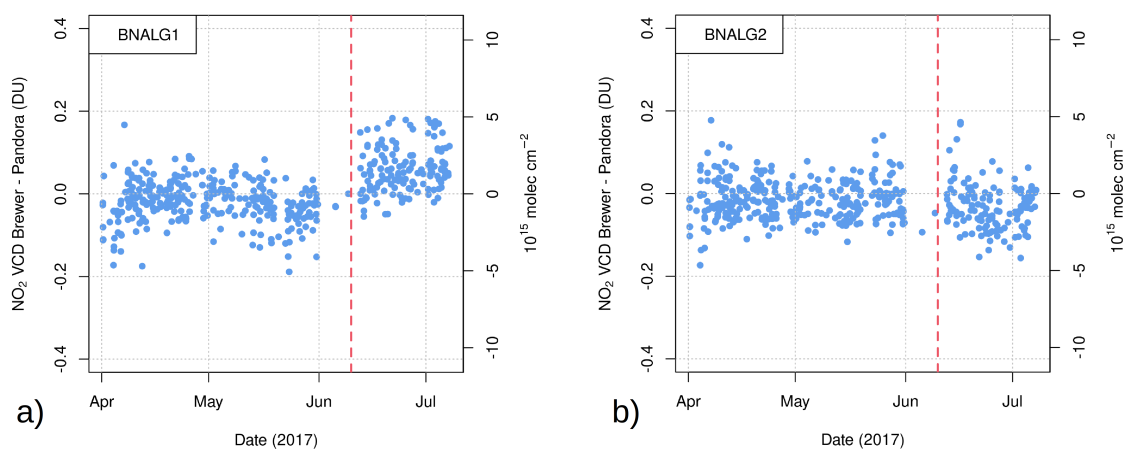 BNALG1
0.4
0.2
0.0
-0.2
-0.4
NO2 VCD Brewer - Pandora (DU)
10
5
0
-5
-10
10^15 molec cm^−2
Apr May Jun Jul
Date (2017)
a)
BNALG2
0.4
0.2
0.0
-0.2
-0.4
NO2 VCD Brewer - Pandora (DU)
10
5
0
-5
-10
10^15 molec cm^−2
Apr May Jun Jul
Date (2017)
b)